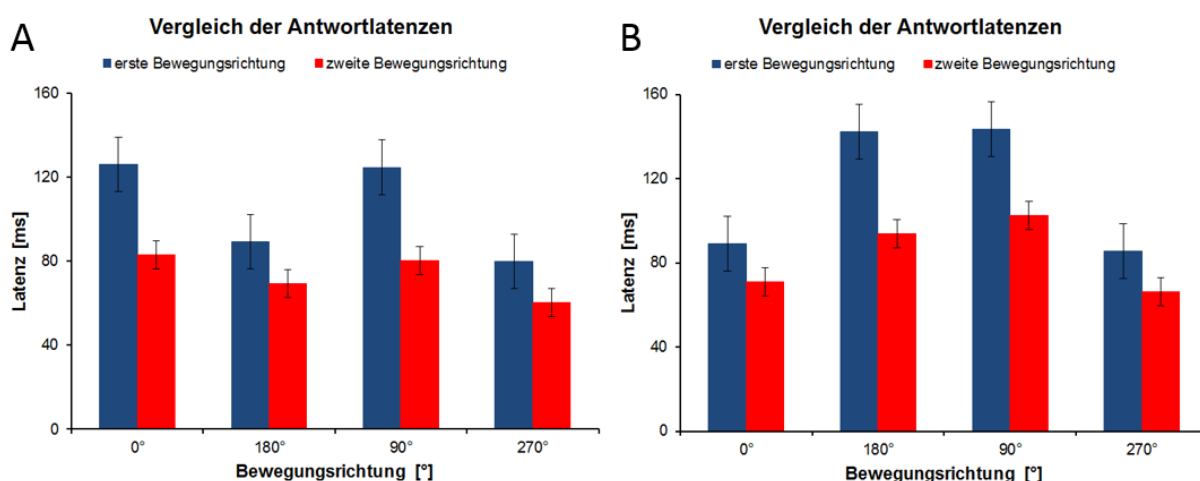 A
Vergleich der Antwortlatenzen
erste Bewegungsrichtung zweite Bewegungsrichtung
Latenz [ms]
160
120
80
40
0
0° 180° 90° 270°
Bewegungsrichtung [°]
B
Vergleich der Antwortlatenzen
erste Bewegungsrichtung zweite Bewegungsrichtung
Latenz [ms]
160
120
80
40
0
0° 180° 90° 270°
Bewegungsrichtung [°]